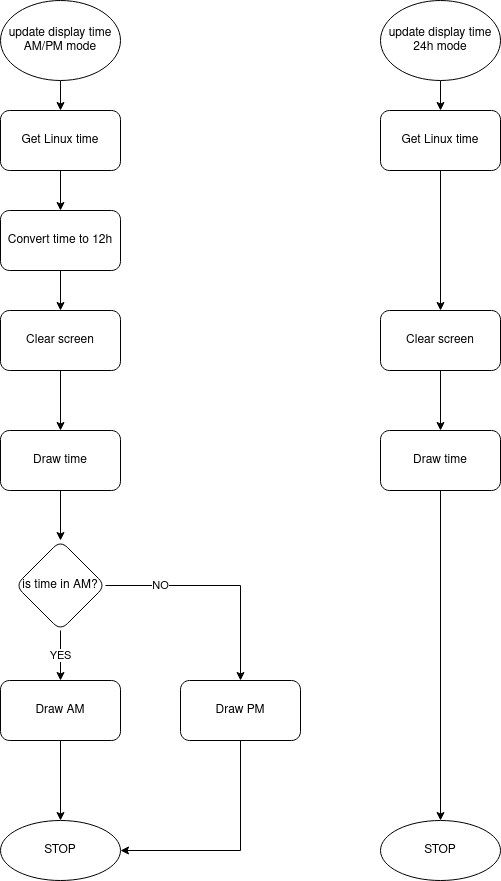 update display time
AM/PM mode
Get Linux time
Convert time to 12h
Clear screen
Draw time
is time in AM?
NO
YES
Draw AM
Draw PM
STOP
update display time
24h mode
Get Linux time
Clear screen
Draw time
STOP